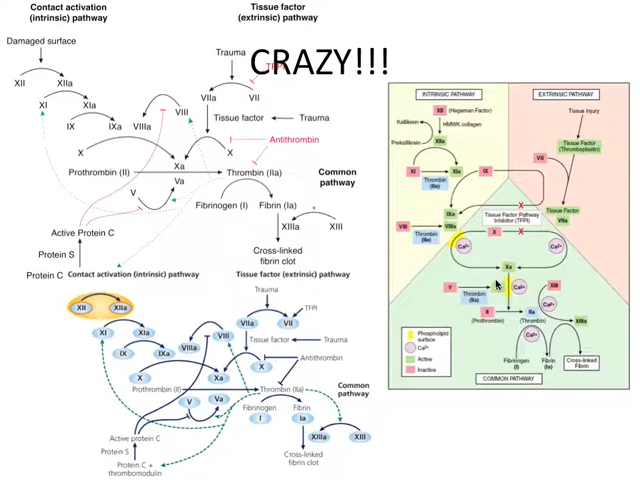 Contact activation
(intrinsic) pathway
Tissue factor
(extrinsic) pathway
CRAZY!!!
Damaged surface
Trauma
TFPI
XII
XIIa
VIIa
VII
XI
XIa
VIII
Tissue factor
Trauma
IX
IXa
VIIIa
Antithrombin
X
Xa
X
Prothrombin (II)
Thrombin (IIa)
Common
pathway
Va
V
Fibrinogen (I)
Fibrin (Ia)
XIIIa
XIII
Active Protein C
Protein S
Cross-linked
fibrin clot
Protein C
Contact activation (intrinsic) pathway
Tissue factor (extrinsic) pathway
Trauma
TFPI
XII
XIIa
VIIa
VII
XI
XIa
VIII
Tissue factor
Trauma
IX
IXa
VIIIa
Antithrombin
X
Xa
X
Prothrombin (II)
Thrombin (IIa)
Common
pathway
V
Va
Fibrinogen
Fibrin
I
Ia
Active protein C
XIIIa
XIII
Protein S
Cross-linked
fibrin clot
Protein C +
thrombomodulin
INTRINSIC PATHWAY
EXTRINSIC PATHWAY
XII (Hageman Factor)
Tissue Injury
Kallikrein
HMWK collagen
Prekallikrein
XIIa
Tissue Factor
(Thromboplastin)
VII
XI
XIa
IX
Thrombin
(IIa)
IXa
Tissue Factor
VIIa
VIII
VIIIa
Tissue Factor Pathway
Inhibitor (TFPI)
Thrombin
(IIa)
X
Ca2+
Ca2+
Xa
V
Ca2+
XIII
Thrombin
(IIa)
II
IIa
(Prothrombin)
(Thrombin)
XIIIa
Ca2+
Phospholipid
surface
Ca2+
Active
Inactive
Fibrinogen
(I)
Fibrin
(Ia)
Cross-linked
Fibrin
COMMON PATHWAY